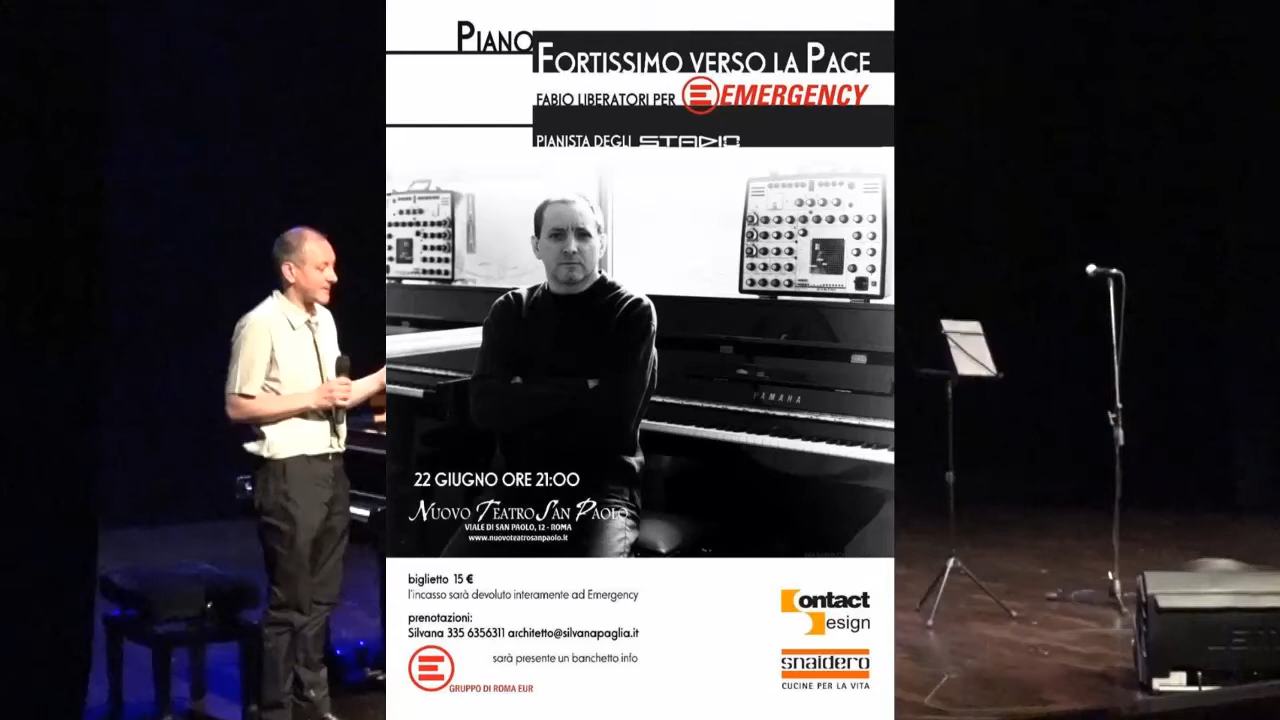 PIANO
FORTISSIMO VERSO LA PACE
FABIO LIBERATORI PER EMERGENCY
PIANISTA DEGLI STADIO
YAMAHA
22 GIUGNO ORE 21:00
NUOVO TEATRO SAN PAOLO
VIALE DI SAN PAOLO, 12 - ROMA
www.nuovoteatrosanpaolo.it
biglietto 15 €
l'incasso sarà devoluto interamente ad Emergency
prenotazioni:
Silvana 335 6356311 architetto@silvanapaglia.it
sarà presente un banchetto info
GRUPPO DI ROMA EUR
Contact
Design
snaidero
CUCINE PER LA VITA